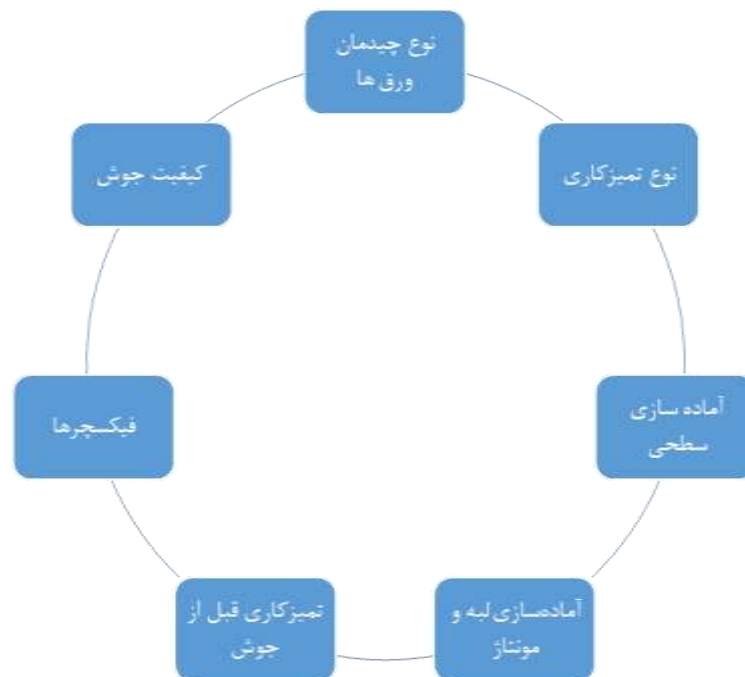 نوع چیدمان
ورق ها
نوع تمیزکاری
آماده سازی
سطحی
آماده‌سازی لبه و
مونتاژ
تمیزکاری قبل از
جوش
فیکسچرها
کیفیت جوش